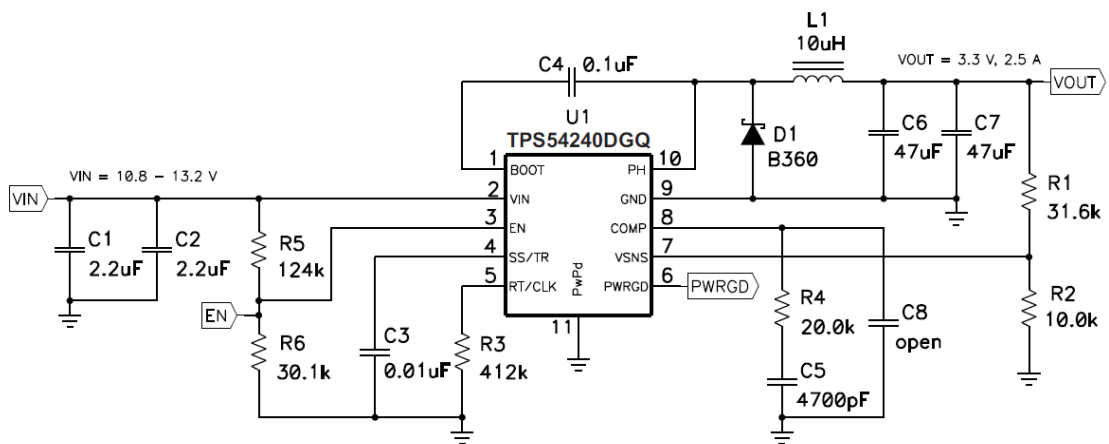 L1
10uH
VOUT = 3.3 V, 2.5 A
VOUT
C4 0.1uF
U1
TPS54240DGQ
D1
B360
C6
47uF
C7
47uF
1 BOOT PH 10
VIN = 10.8 – 13.2 V
VIN
2 VIN GND 9
3 EN COMP 8
4 SS/TR VSNS 7
5 RT/CLK PWRGD 6
PwPd
11
PWRGD
R1
31.6k
C1
2.2uF
C2
2.2uF
R5
124k
EN
R6
30.1k
C3
0.01uF
R3
412k
R4
20.0k
C8
open
R2
10.0k
C5
4700pF